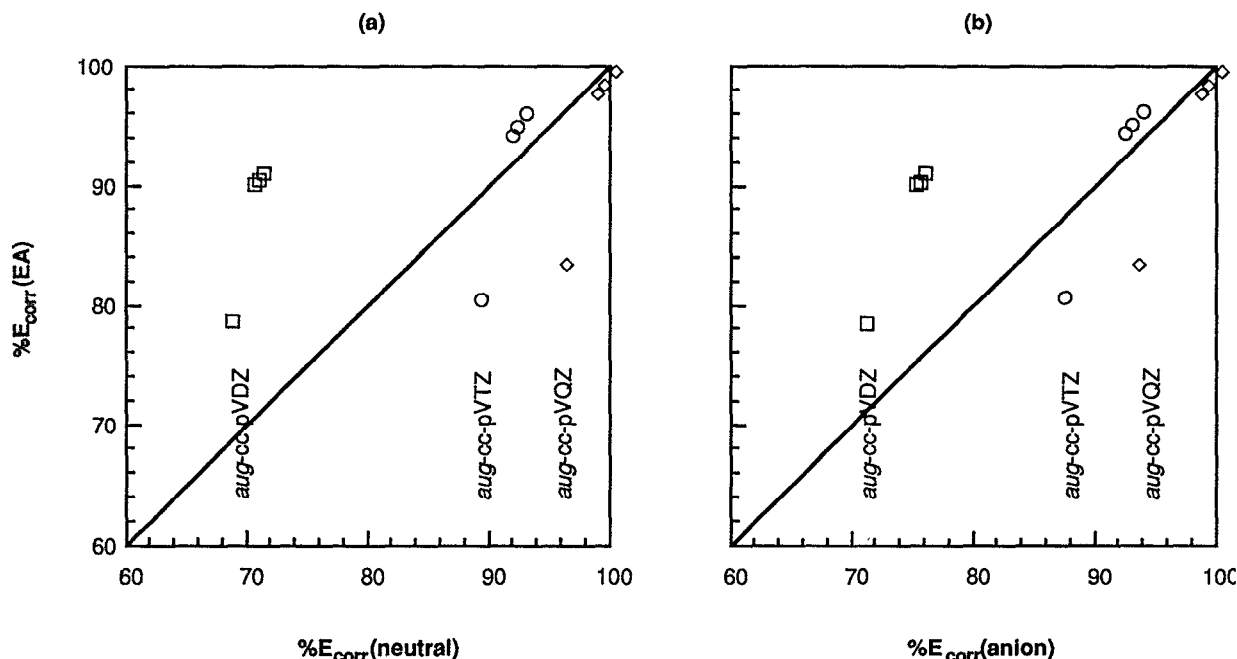 (a)
(b)
100
90
80
70
60
%E_corr(EA)
aug-cc-pVDZ
aug-cc-pVTZ
aug-cc-pVQZ
aug-cc-pVDZ
aug-cc-pVTZ
aug-cc-pVQZ
60 70 80 90 100
60 70 80 90 100
%E_corr(neutral)
%E_corr(anion)